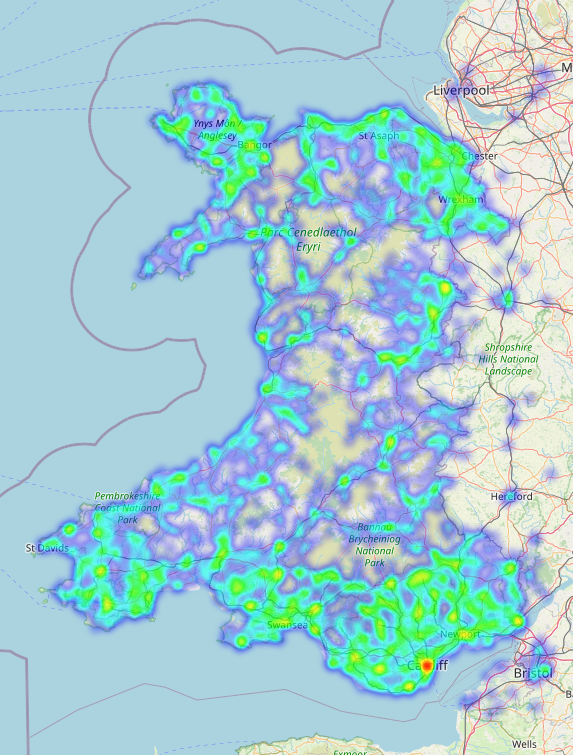 Liverpool
M
Ynys Môn /
Anglesey
Bangor
St Asaph
Chester
Wrexham
Parc Cenedlaethol
Eryri
Shropshire
Hills National
Landscape
Pembrokeshire
Coast National
Park
Hereford
Bannau
Brycheiniog
National
Park
St Davids
Swansea
Newport
Cardiff
Bristol
Wells
Exmoor